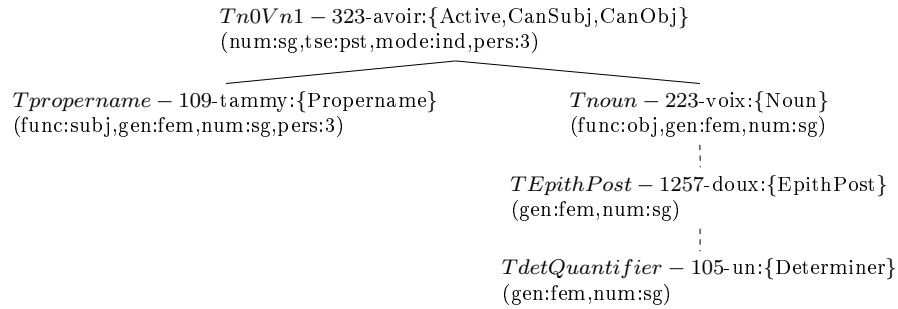 Tn0Vn1 − 323-avoir:{Active,CanSubj,CanObj}
(num:sg,tse:pst,mode:ind,pers:3)
Tpropername − 109-tammy:{Propername}
(func:subj,gen:fem,num:sg,pers:3)
Tnoun − 223-voix:{Noun}
(func:obj,gen:fem,num:sg)
TEpithPost − 1257-doux:{EpithPost}
(gen:fem,num:sg)
TdetQuantifier − 105-un:{Determiner}
(gen:fem,num:sg)